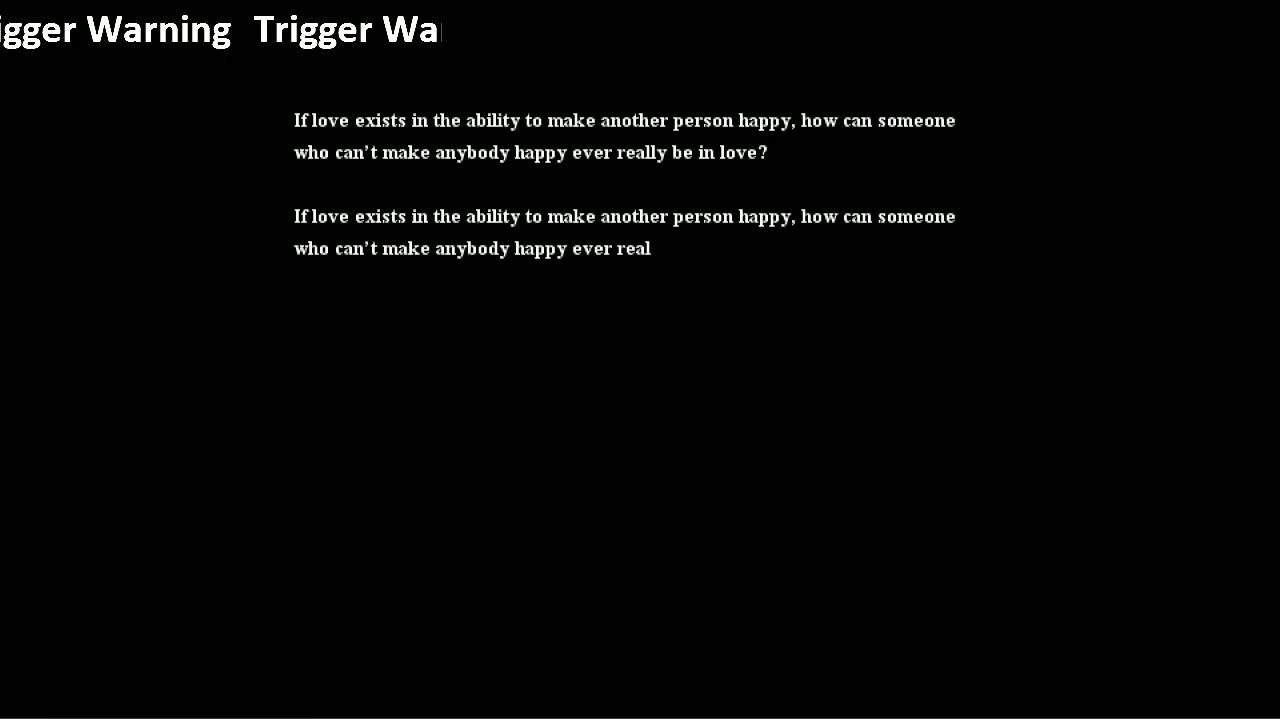 igger Warning Trigger Wa
If love exists in the ability to make another person happy, how can someone
who can’t make anybody happy ever really be in love?
If love exists in the ability to make another person happy, how can someone
who can’t make anybody happy ever real